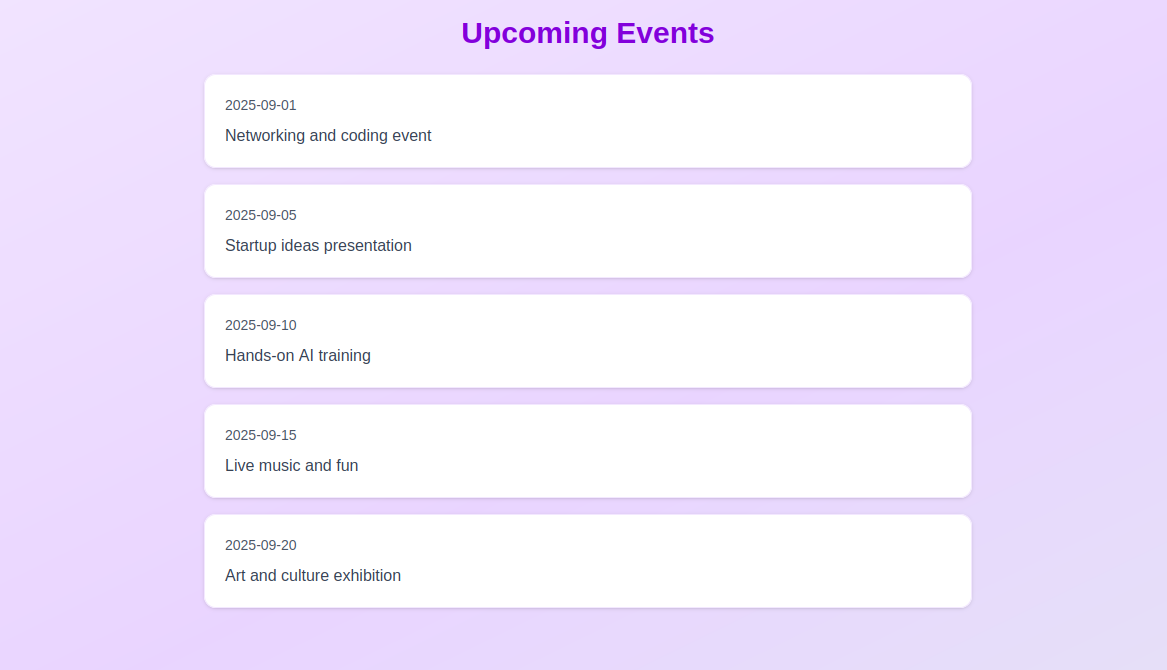 Upcoming Events
2025-09-01
Networking and coding event
2025-09-05
Startup ideas presentation
2025-09-10
Hands-on AI training
2025-09-15
Live music and fun
2025-09-20
Art and culture exhibition